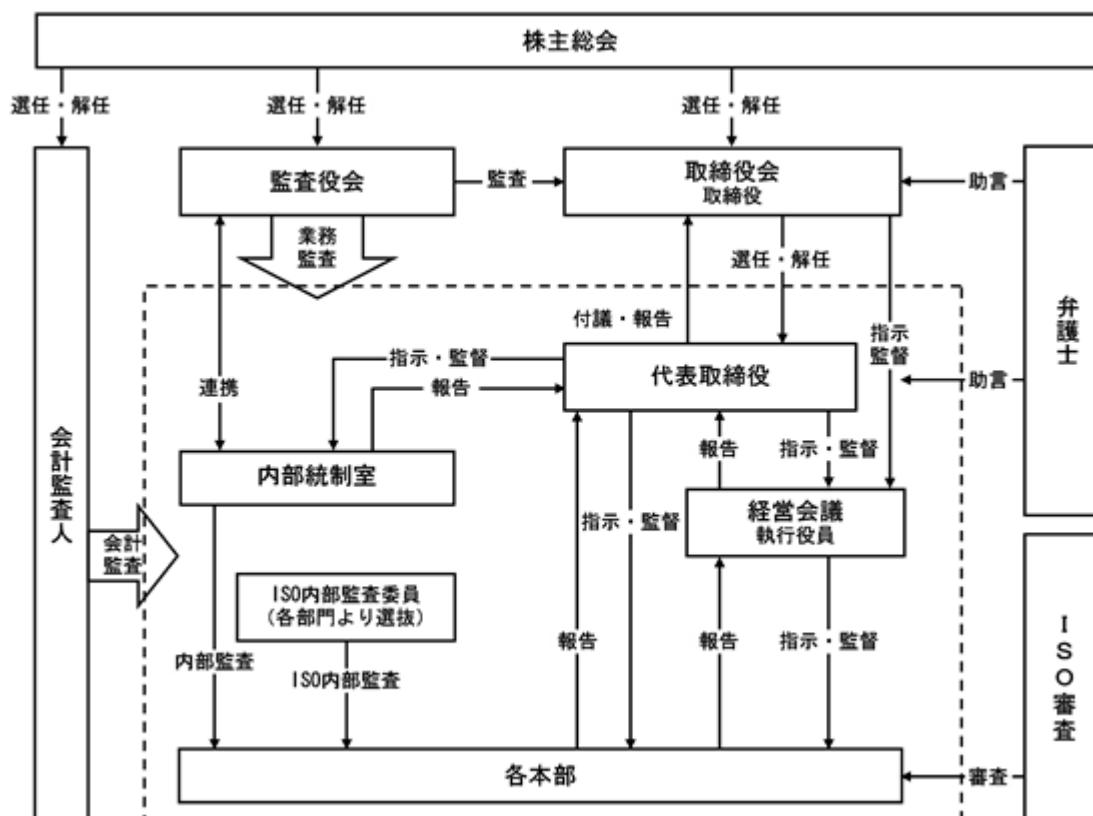 株主総会
選任・解任
選任・解任
選任・解任
監査役会
監査
取締役会
取締役
助言
業務
監査
選任・解任
付議・報告
指示
監督
弁護士
指示・監督
代表取締役
助言
報告
連携
会計監査人
報告
指示・監督
内部統制室
経営会議
執行役員
指示・監督
会計
監査
ISO内部監査委員
(各部門より選抜)
ISO審査
報告
報告
指示・監督
内部監査
ISO内部監査
各本部
審査